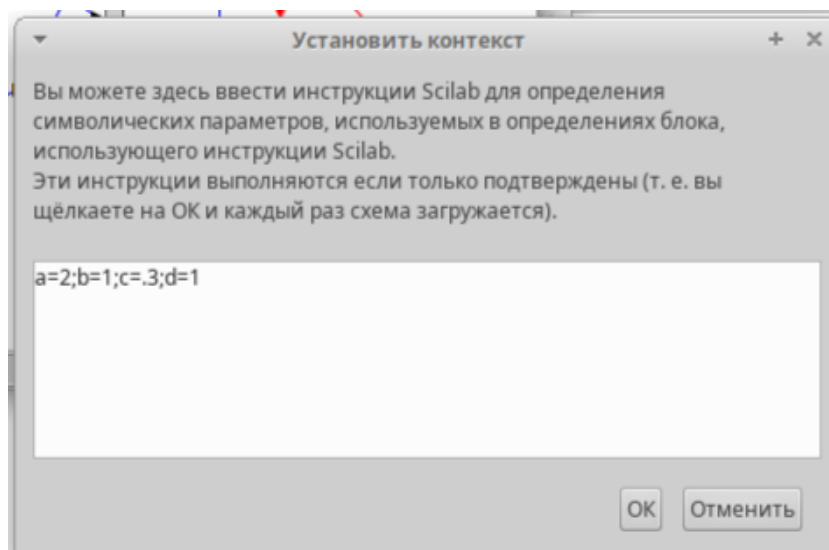 Установить контекст
Вы можете здесь ввести инструкции Scilab для определения
символических параметров, используемых в определениях блока,
использующего инструкции Scilab.
Эти инструкции выполняются если только подтверждены (т. е. вы
щёлкаете на ОК и каждый раз схема загружается).
a=2;b=1;c=.3;d=1
ОК Отменить